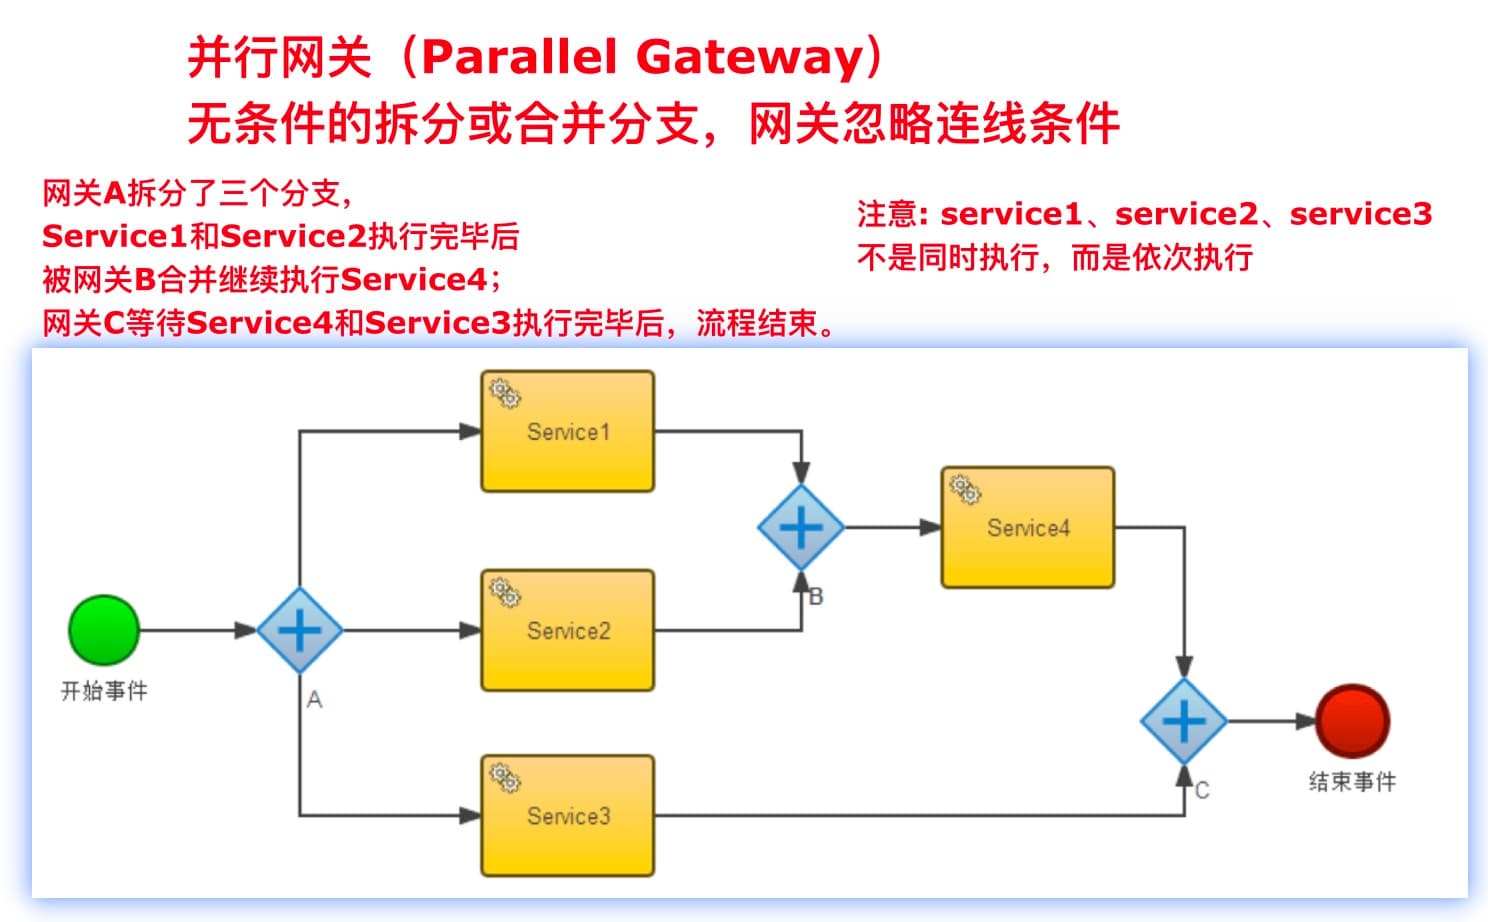 并行网关（Parallel Gateway）
无条件的拆分或合并分支，网关忽略连线条件
网关A拆分了三个分支，
Service1和Service2执行完毕后
被网关B合并继续执行Service4；
网关C等待Service4和Service3执行完毕后，流程结束。
注意: service1、service2、service3
不是同时执行，而是依次执行
Service1
Service4
B
Service2
开始事件
A
Service3
C
结束事件